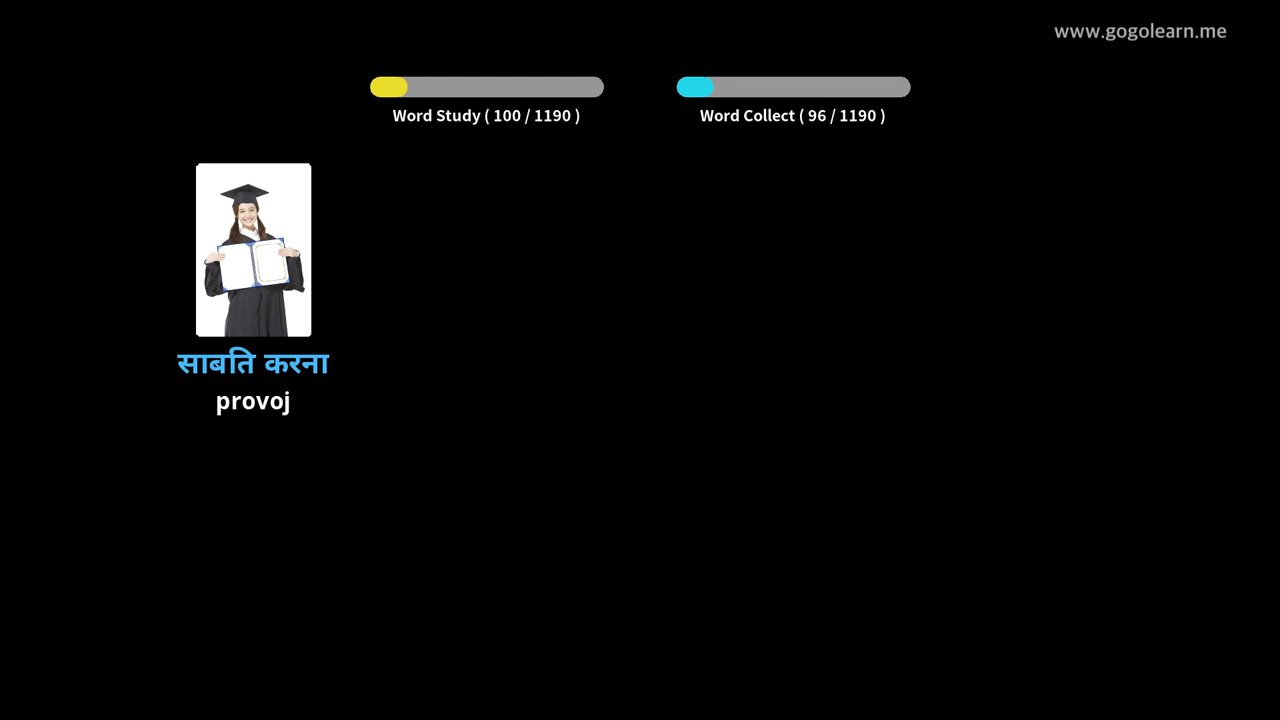 www.gogolearn.me
Word Study ( 100 / 1190 )
Word Collect ( 96 / 1190 )
साबति करना
provoj